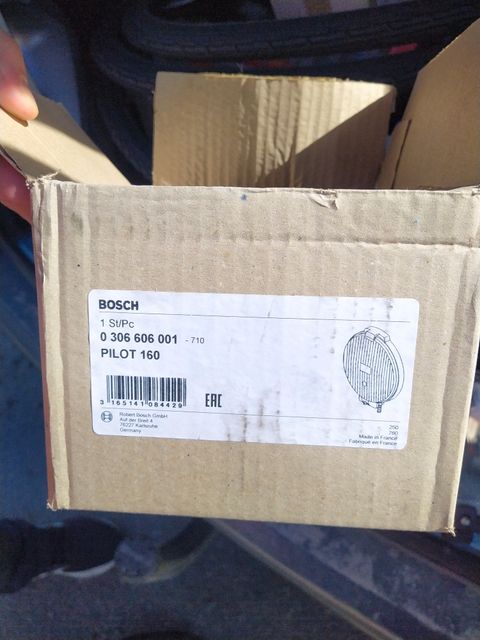 BOSCH
1 St/Pc
0 306 606 001 - 710
PILOT 160
3 165141 084429
EAC
Robert Bosch GmbH
Auf der Breit 4
76227 Karlsruhe
Germany
250
780
Made in France
Fabriqué en France